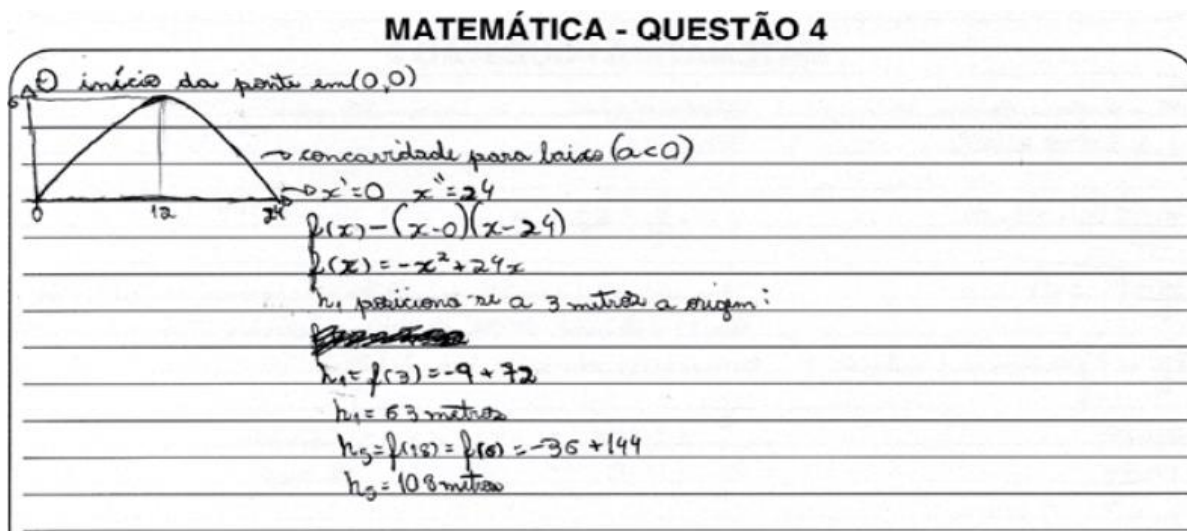 MATEMÁTICA - QUESTÃO 4
O início da ponte em (0,0)
6
→ concavidade para baixo (a<0)
0 12 24 → x'=0 x''=24
f(x)-(x-0)(x-24)
f(x) = -x²+24x
h₁ posiciona-se a 3 metros a origem:
h₁=f(3)=-9+72
h₁= 63 metros
h₅=f(18)=f(6)=-36+144
h₅=108 metros